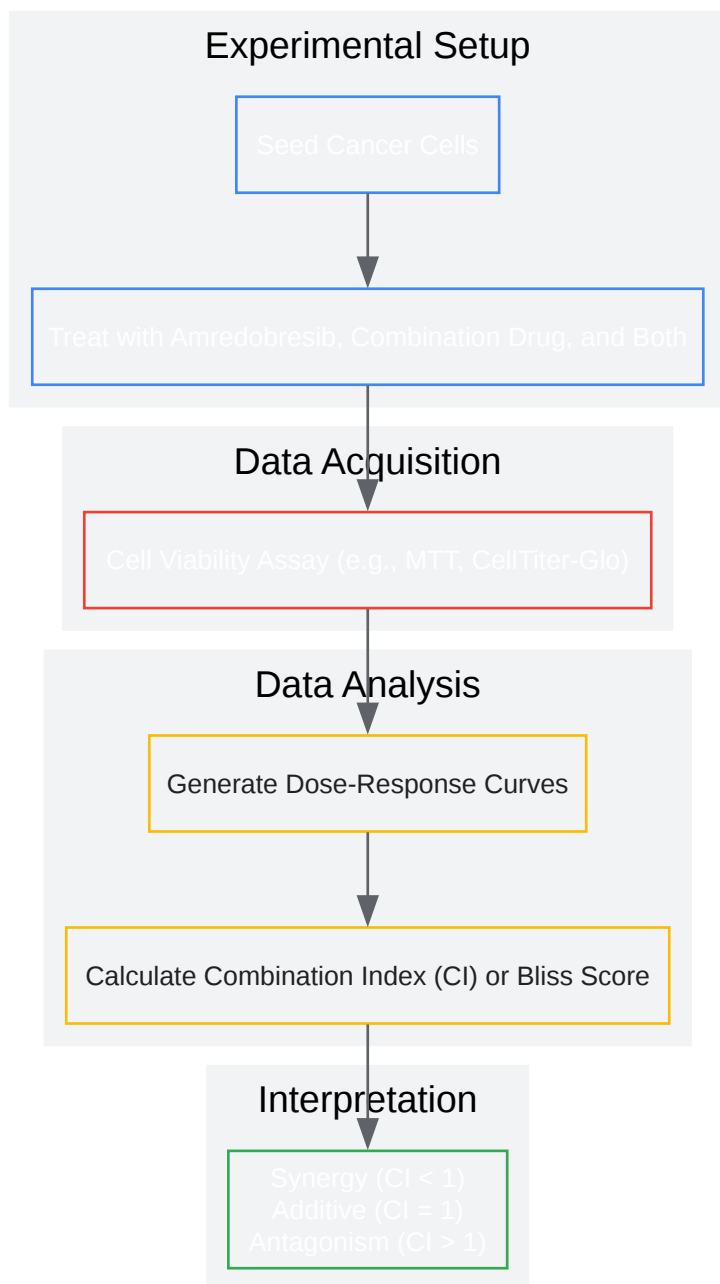 Experimental Setup
Seed Cancer Cells
Treat with Amredobresib, Combination Drug, and Both
Data Acquisition
Cell Viability Assay (e.g., MTT, CellTiter-Glo)
Data Analysis
Generate Dose-Response Curves
Calculate Combination Index (CI) or Bliss Score
Interpretation
Synergy (CI < 1)
Additive (CI = 1)
Antagonism (CI > 1)